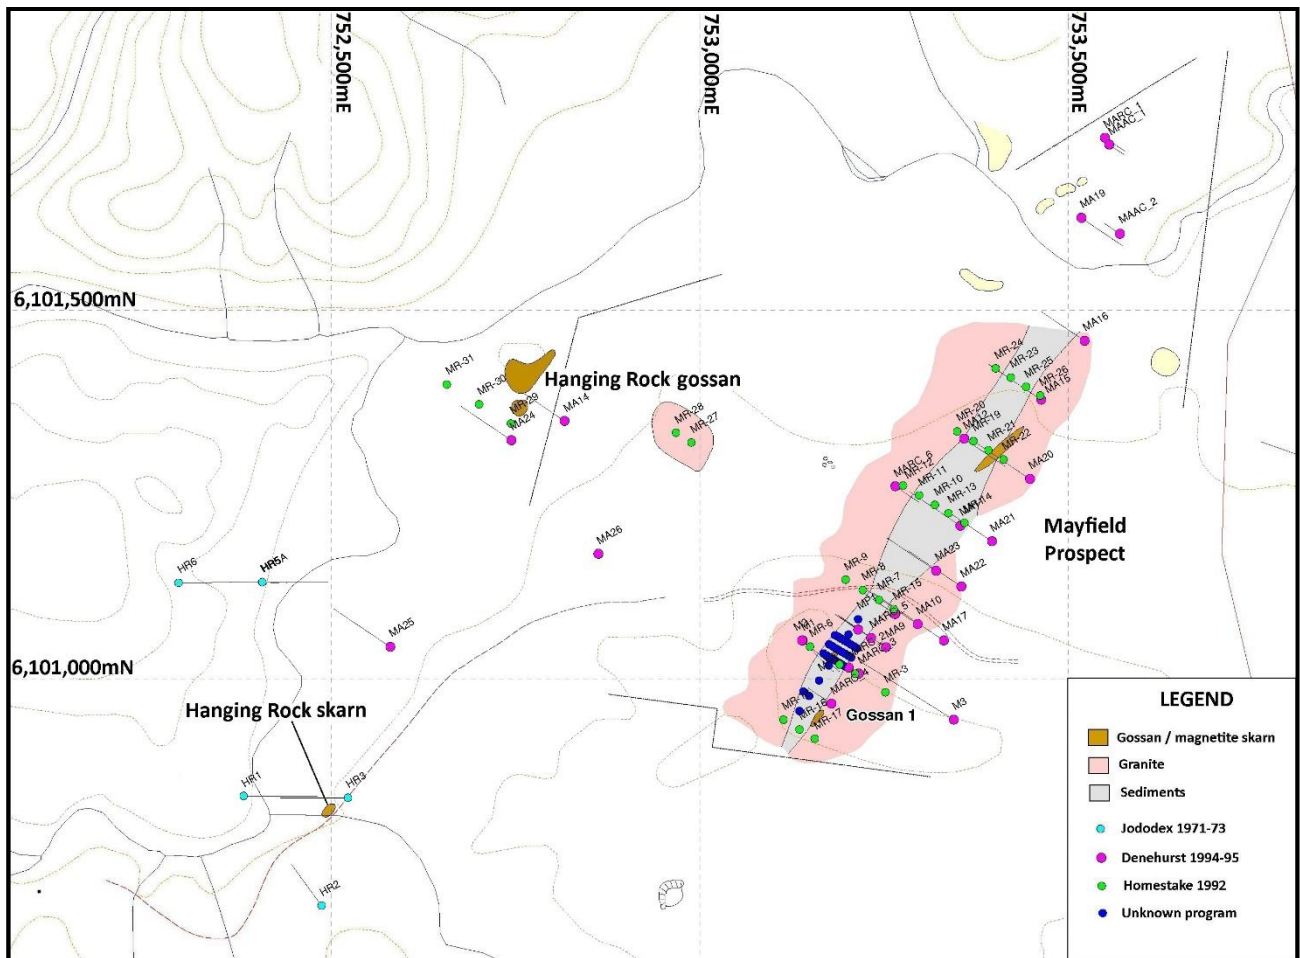 752,500mE
753,000mE
753,500mE
MARC_1
MAAC_1
MA19
MAAC_2
6,101,500mN
MA16
MR-31
MR-24
MR-23
MR-25
MR-26
MA15
Hanging Rock gossan
MR-30
MR-29
MA24
MA14
MR-28
MR-27
MR-20
MA12
MR-19
MR-21
MR-22
MA20
MARC_6
MR-12
MR-11
MR-10
MR-13
MA21
Mayfield
Prospect
MA26
HR6
HR5A
MA23
MA22
MR-9
MR-8
MR-7
MR-15
MA10
MA17
MA25
MR-6
MA9
6,101,000mN
MR-3
M3
MARC_4
MR-16
MR-17
Gossan 1
Hanging Rock skarn
HR1
HR3
HR2
LEGEND
Gossan / magnetite skarn
Granite
Sediments
Jododex 1971-73
Denehurst 1994-95
Homestake 1992
Unknown program